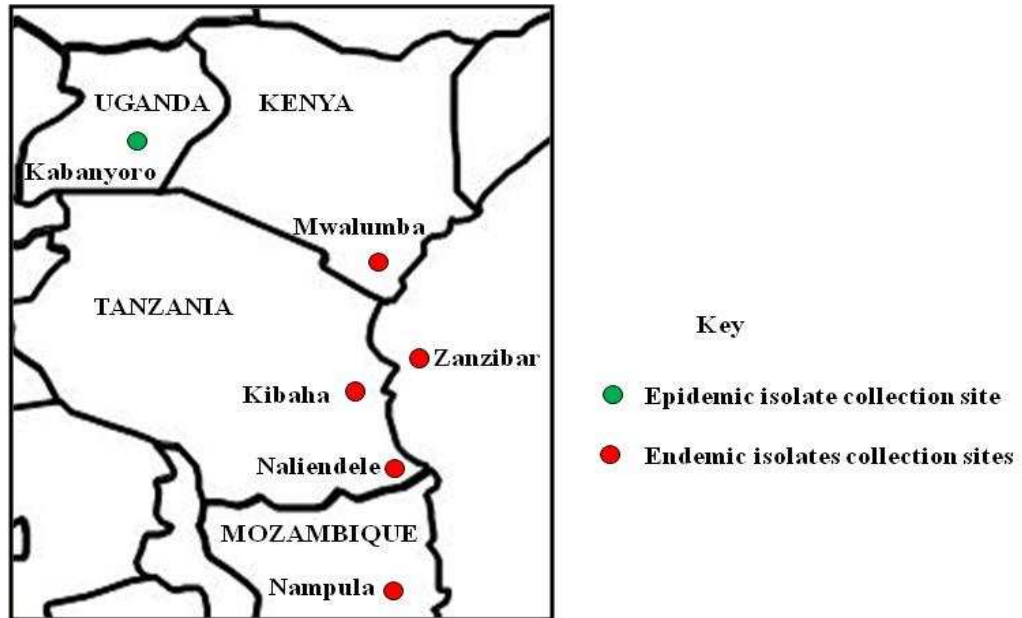 UGANDA KENYA
Kabanyoro
Mwalumba
TANZANIA
Zanzibar
Kibaha
Naliendele
MOZAMBIQUE
Nampula
Key
Epidemic isolate collection site
Endemic isolates collection sites